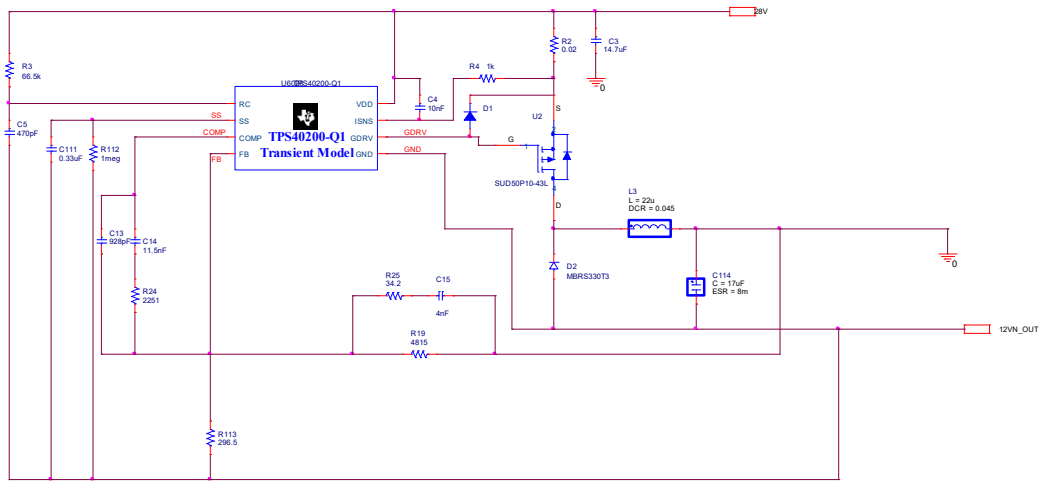 28V
R3
66.5k
R2
0.02
C3
14.7uF
0
R4 1k
TPS40200-Q1
RC
SS
COMP
FB
VDD
ISNS
GDRV
GND
TPS40200-Q1
Transient Model
SS
COMP
FB
GDRV
GND
C4
10nF
D1
U2
S
2
G
1
SUD50P10-43L
4
D
C5
470pF
C111
0.33uF
R112
1meg
L3
L = 22u
DCR = 0.045
0
C13
928pF
C14
11.5nF
D2
MBRS330T3
C114
C = 17uF
ESR = 8m
R24
2251
R25
34.2
C15
4nF
12VN_OUT
R19
4815
R113
296.5